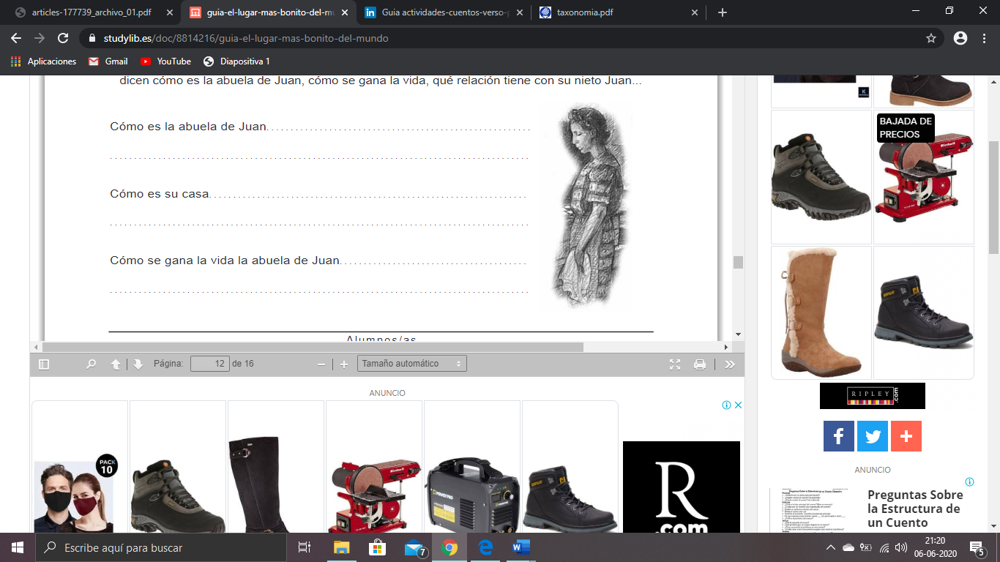 articles-177739_archivo_01.pdf
guia-el-lugar-mas-bonito-del-mu
Guia actividades-cuentos-verso-p
taxonomia.pdf
studylib.es/doc/8814216/guia-el-lugar-mas-bonito-del-mundo
Aplicaciones
Gmail
YouTube
Diapositiva 1
dicen cómo es la abuela de Juan, cómo se gana la vida, qué relación tiene con su nieto Juan...
Cómo es la abuela de Juan
Cómo es su casa
Cómo se gana la vida la abuela de Juan
Alumnos/as
Página: 12 de 16
Tamaño automático
BAJADA DE
PRECIOS
RIPLEY
.com
ANUNCIO
PACK
10
R
.com
ANUNCIO
Preguntas Sobre
la Estructura de
un Cuento
Escribe aquí para buscar
7
21:20
06-06-2020
5